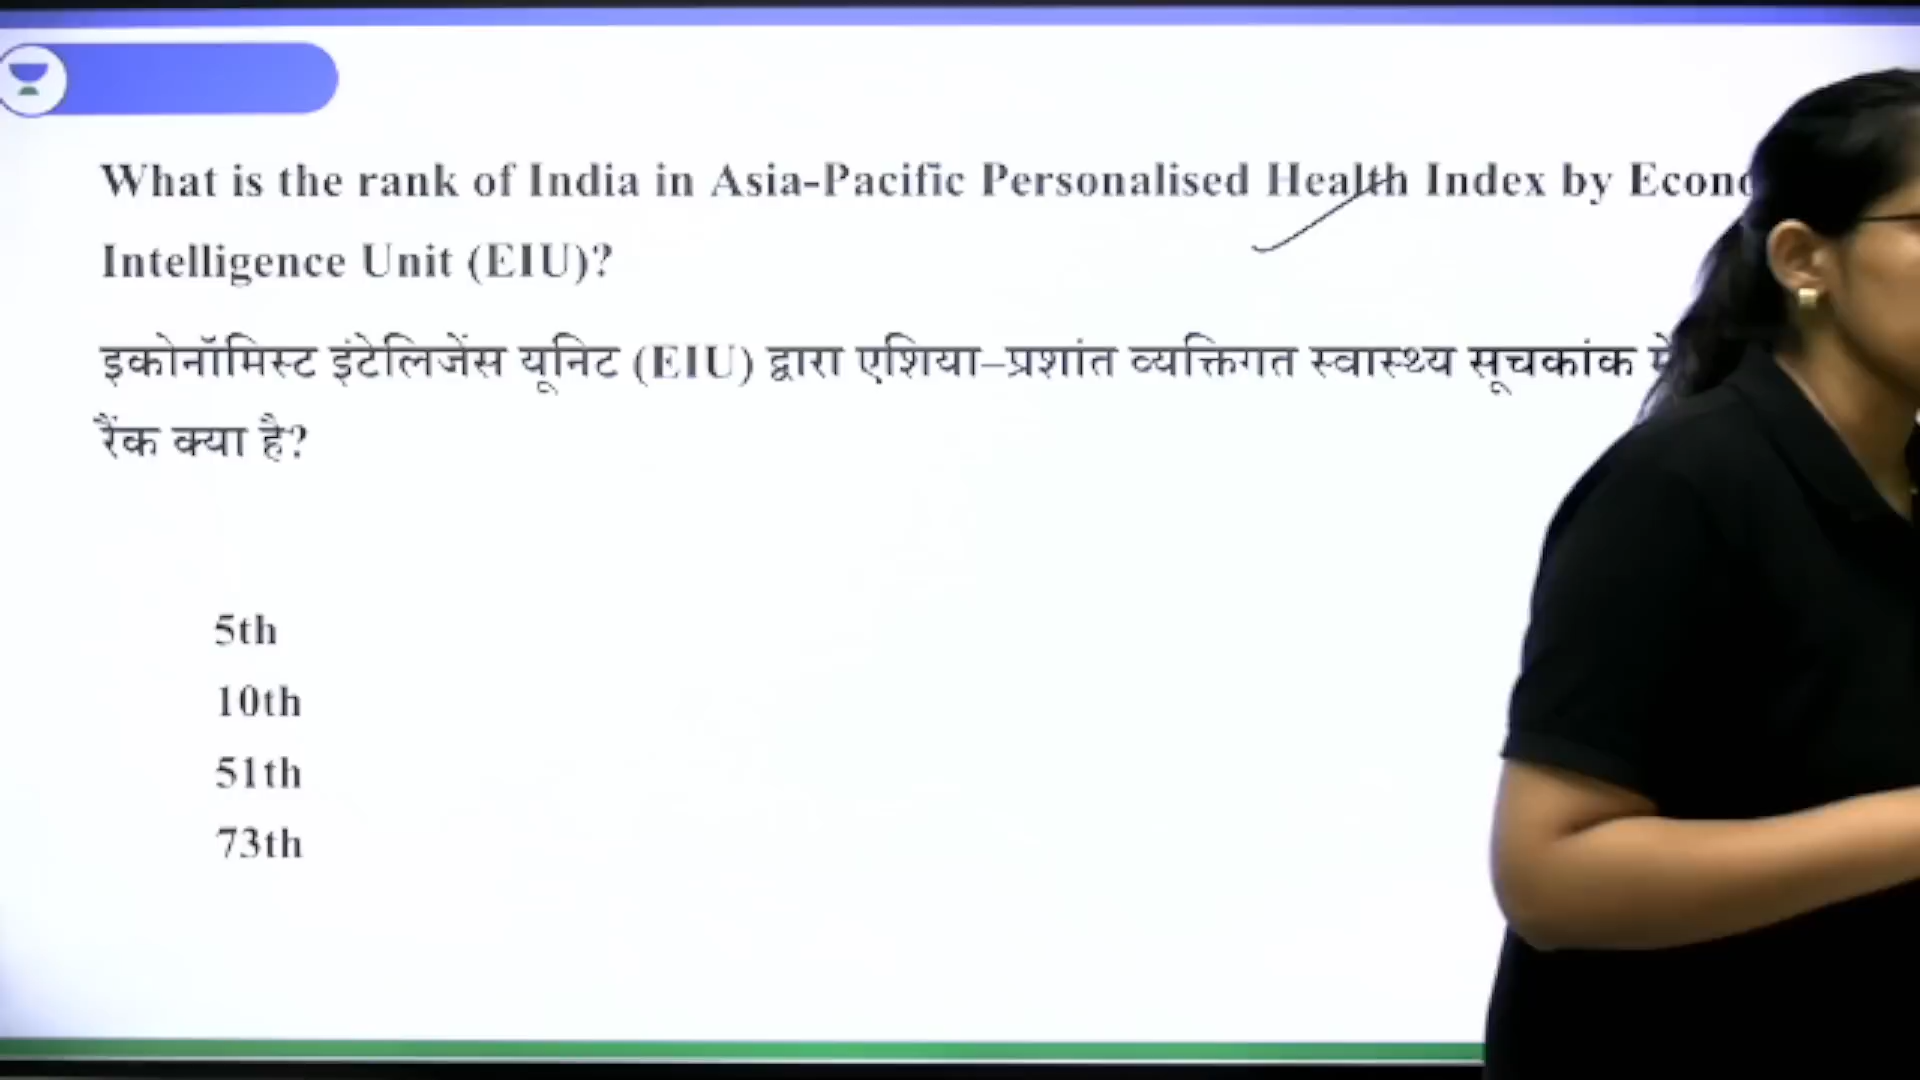 What is the rank of India in Asia-Pacific Personalised Health Index by
Intelligence Unit (EIU)?
इकोनॉमिस्ट इंटेलिजेंस यूनिट (EIU) द्वारा एशिया–प्रशांत व्यक्तिगत स्वास्थ्य सूचकांक में
रैंक क्या है?
5th
10th
51th
73th